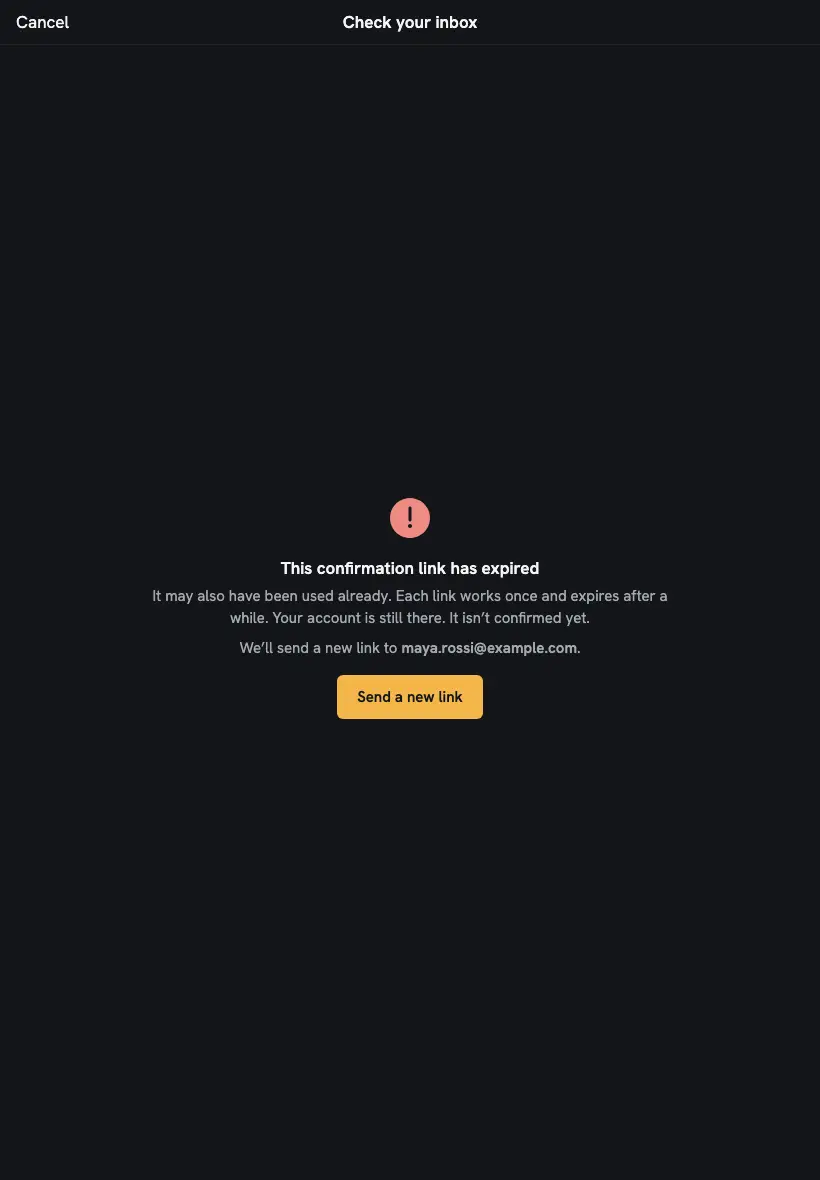 Cancel
Check your inbox
This confirmation link has expired
It may also have been used already. Each link works once and expires after a
while. Your account is still there. It isn’t confirmed yet.
We’ll send a new link to maya.rossi@example.com.
Send a new link